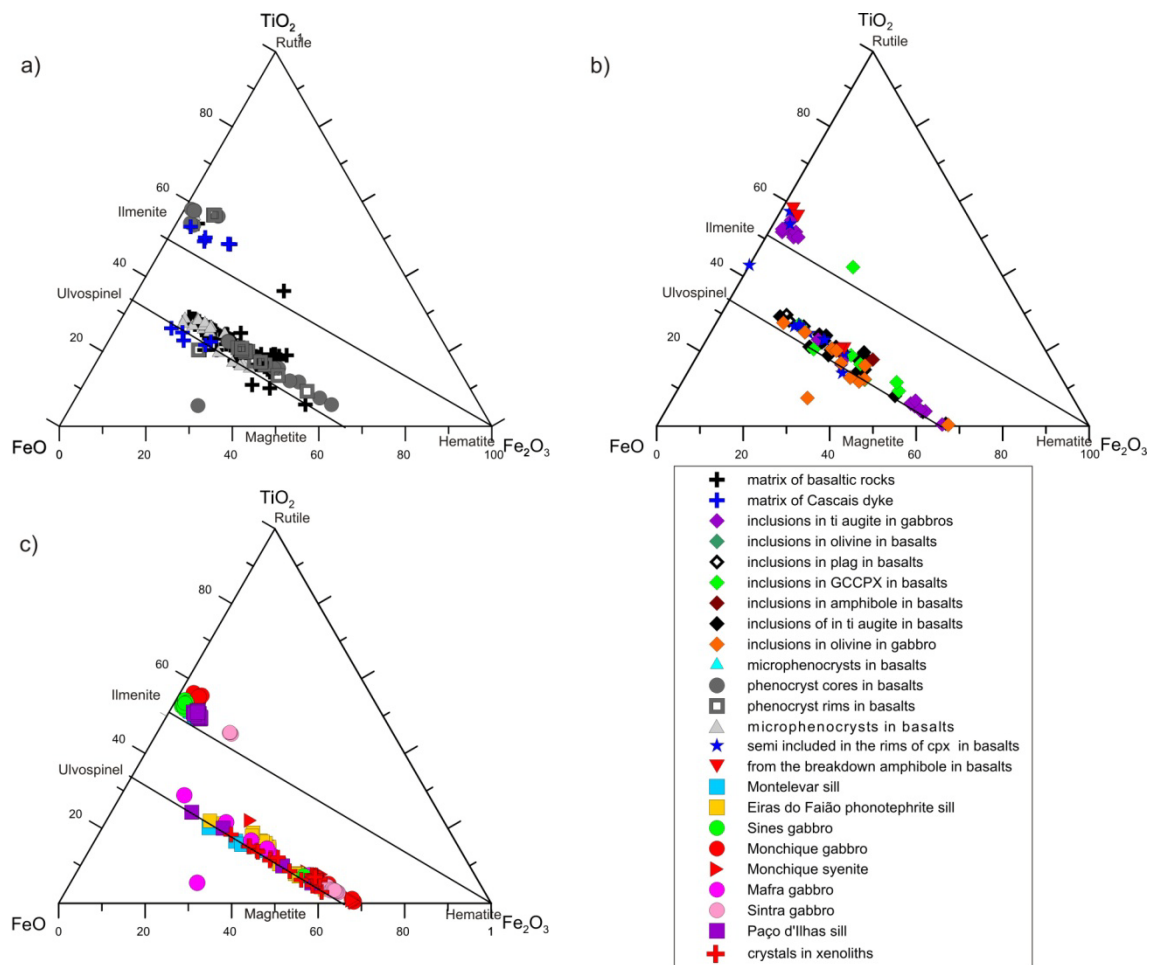 a)
TiO2 1
Rutile
80
60
Ilmenite
40
Ulvospinel
20
FeO
Magnetite
Hematite
Fe2O3
0
20
40
60
80
100
b)
TiO2
Rutile
80
60
Ilmenite
40
Ulvospinel
20
FeO
Magnetite
Hematite
Fe2O3
0
20
40
60
80
100
c)
TiO2
Rutile
80
60
Ilmenite
40
Ulvospinel
20
FeO
Magnetite
Hematite
Fe2O3
0
20
40
60
80
1
matrix of basaltic rocks
matrix of Cascais dyke
inclusions in ti augite in gabbros
inclusions in olivine in basalts
inclusions in plag in basalts
inclusions in GCCPX in basalts
inclusions in amphibole in basalts
inclusions of in ti augite in basalts
inclusions in olivine in gabbro
microphenocrysts in basalts
phenocryst cores in basalts
phenocryst rims in basalts
microphenocrysts in basalts
semi included in the rims of cpx in basalts
from the breakdown amphibole in basalts
Montelevar sill
Eiras do Faião phonotephrite sill
Sines gabbro
Monchique gabbro
Monchique syenite
Mafra gabbro
Sintra gabbro
Paço d'Ilhas sill
crystals in xenoliths